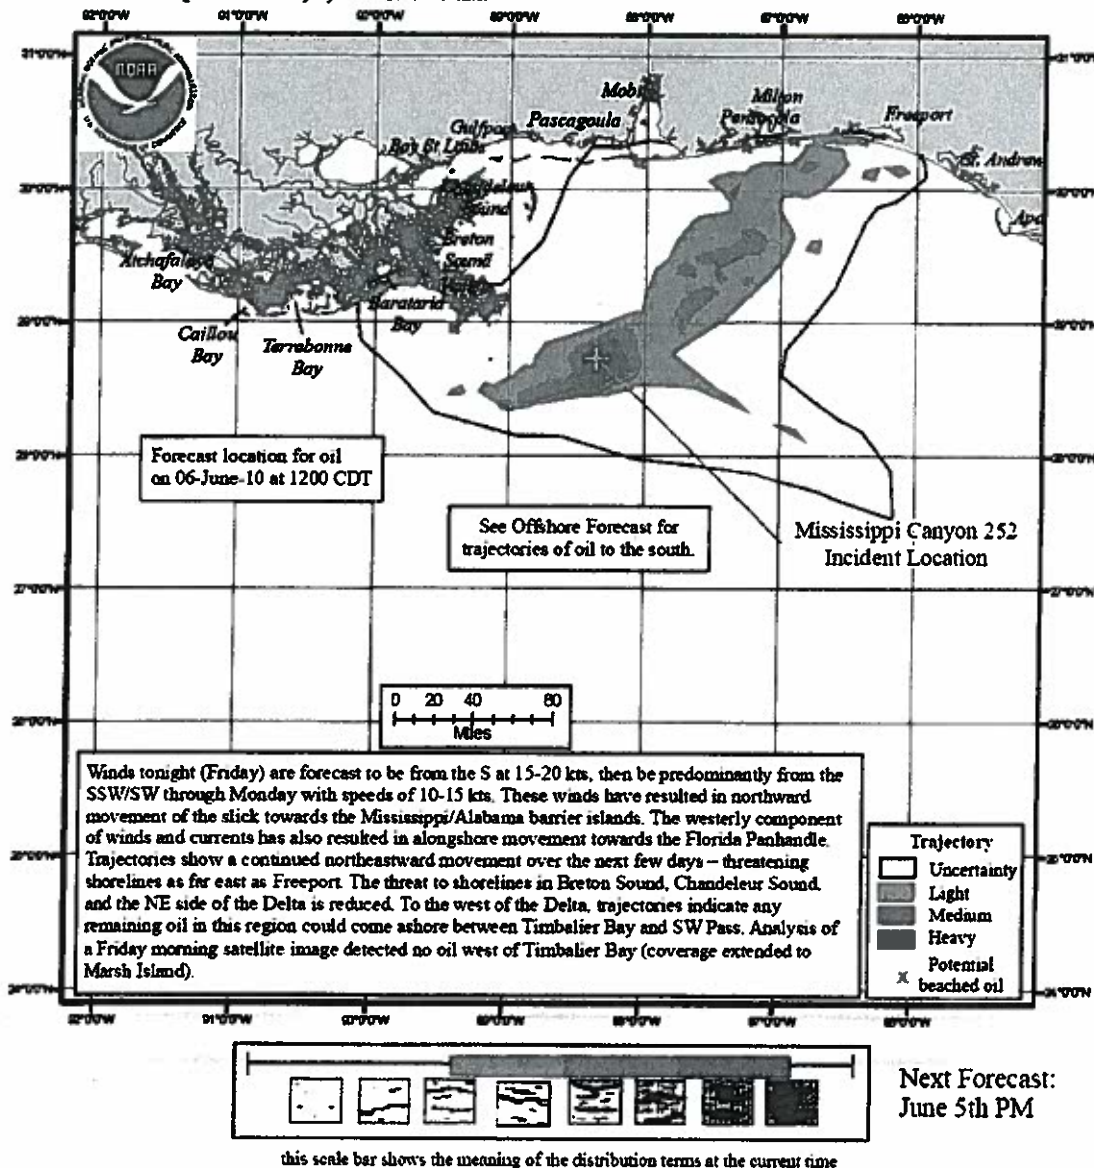 NOAA
Mobi
Pascagoula
Gulfport
Bay St Louis
Milton
Pensacola
Freeport
St. Andrew
Apa
Chandeleur
Sound
Breton
Sound
Venice
Atchafalaya
Bay
Barataria
Bay
Caillou
Bay
Terrebonne
Bay
Forecast location for oil
on 06-June-10 at 1200 CDT
See Offshore Forecast for
trajectories of oil to the south.
Mississippi Canyon 252
Incident Location
0 20 40 80
Miles
Winds tonight (Friday) are forecast to be from the S at 15-20 kts, then be predominantly from the
SSW/SW through Monday with speeds of 10-15 kts. These winds have resulted in northward
movement of the slick towards the Mississippi/Alabama barrier islands. The westerly component
of winds and currents has also resulted in alongshore movement towards the Florida Panhandle.
Trajectories show a continued northeastward movement over the next few days – threatening
shorelines as far east as Freeport. The threat to shorelines in Breton Sound, Chandeleur Sound,
and the NE side of the Delta is reduced. To the west of the Delta, trajectories indicate any
remaining oil in this region could come ashore between Timbalier Bay and SW Pass. Analysis of
a Friday morning satellite image detected no oil west of Timbalier Bay (coverage extended to
Marsh Island).
Trajectory
Uncertainty
Light
Medium
Heavy
Potential
x beached oil
Next Forecast:
June 5th PM
this scale bar shows the meaning of the distribution terms at the current time